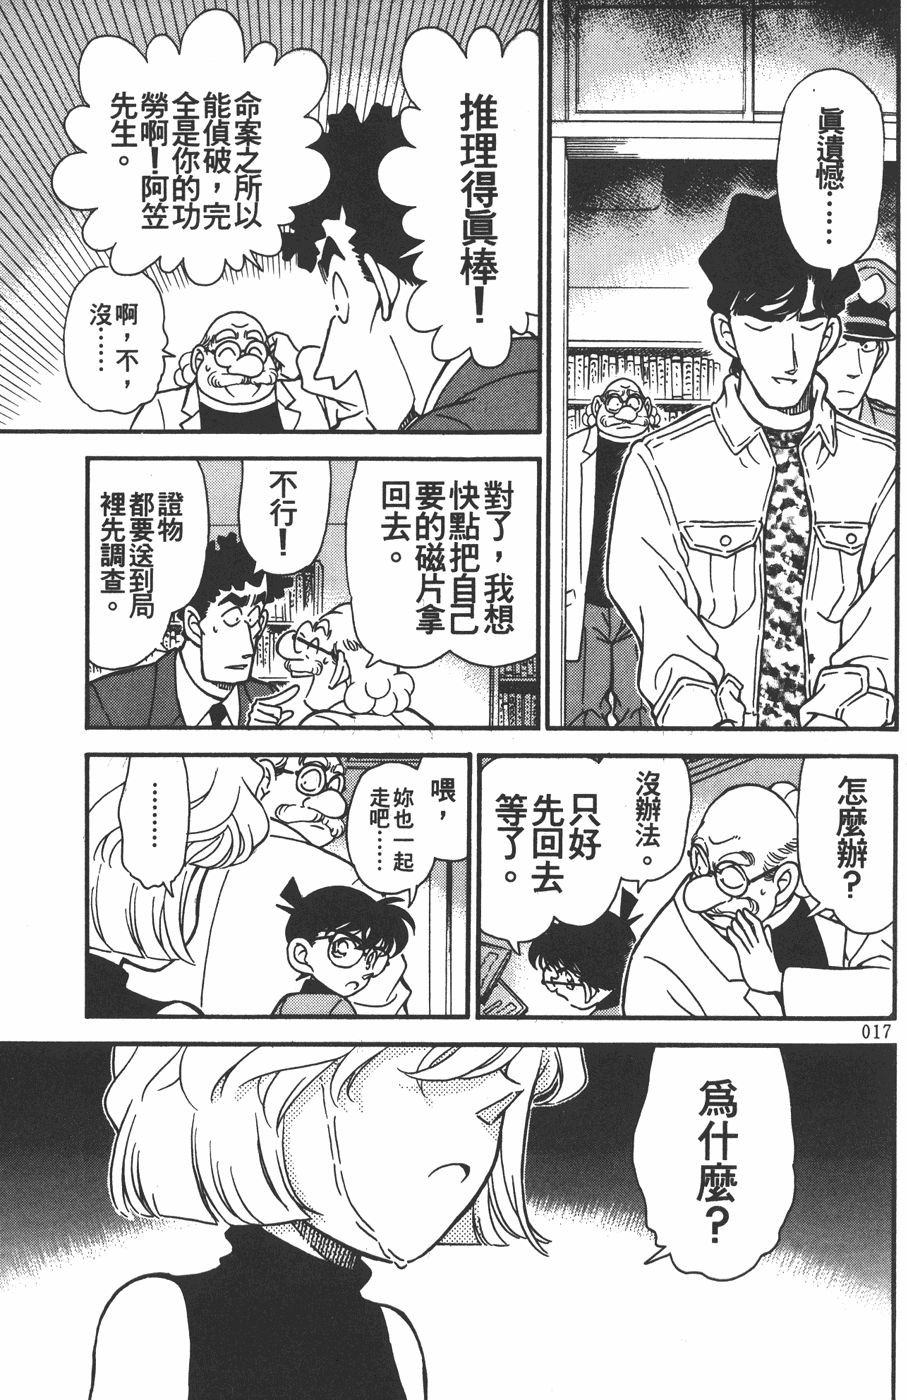 眞遺憾……
推理得眞棒！
命案之所以
能偵破，完
全是你的功
勞啊！阿笠
先生。
啊，不，
沒……
對了，我想
快點把自己
要的磁片拿
回去。
不行！
證物
都要送到局
裡先調查。
怎麼辦？
沒辦法。
只好
先回去
等了。
喂，
妳也一起
走吧……
………
017
爲什麼？